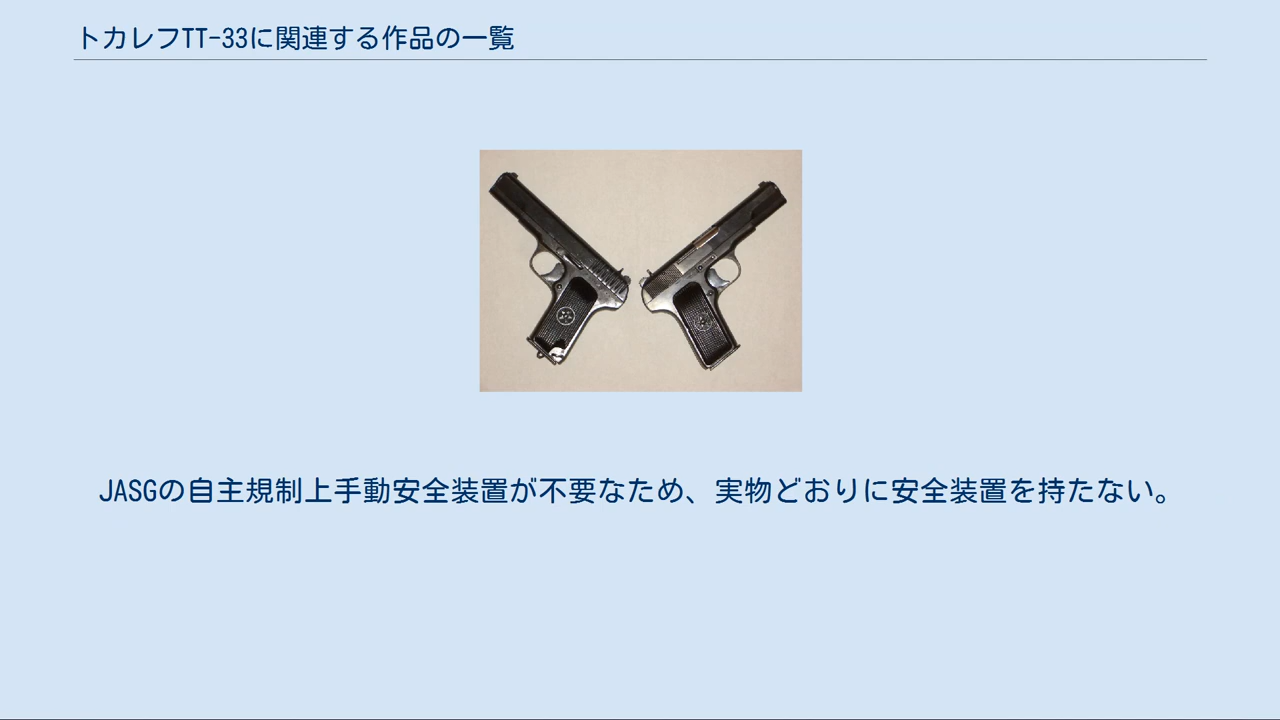 トカレフTT-33に関連する作品の一覧
JASGの自主規制上手動安全装置が不要なため、実物どおりに安全装置を持たない。